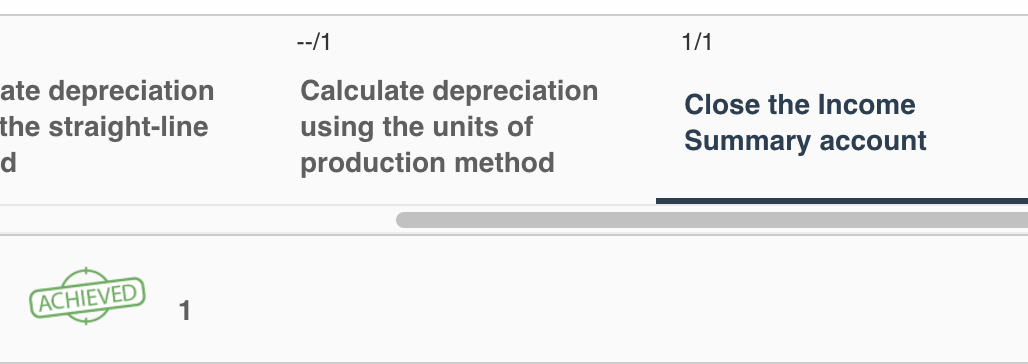 --/1
1/1
ate depreciation
the straight-line
d
Calculate depreciation
using the units of
production method
Close the Income
Summary account
ACHIEVED
1